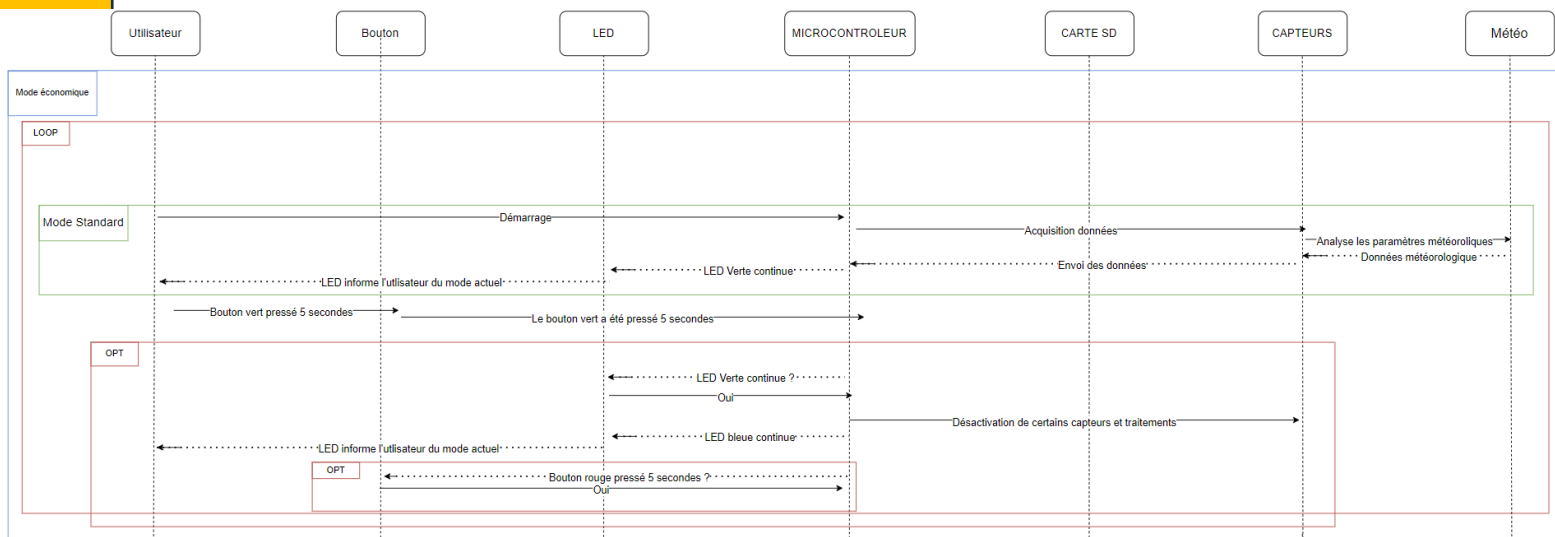 Utilisateur
Bouton
LED
MICROCONTROLEUR
CARTE SD
CAPTEURS
Météo
Mode économique
LOOP
Mode Standard
Démarrage
Acquisition données
Analyse les paramètres météoroliques
Données météorologique
Envoi des données
LED Verte continue
LED informe l'utlisateur du mode actuel
Bouton vert pressé 5 secondes
Le bouton vert a été pressé 5 secondes
OPT
LED Verte continue ?
Oui
Désactivation de certains capteurs et traitements
LED bleue continue
LED informe l'utlisateur du mode actuel
OPT
Bouton rouge pressé 5 secondes ?
Oui